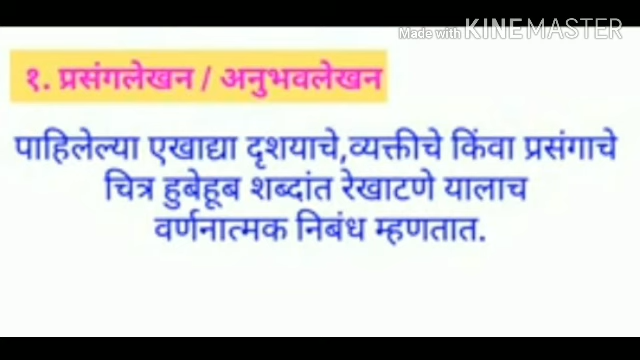 Made with KINEMASTER
१. प्रसंगलेखन / अनुभवलेखन
पाहिलेल्या एखाद्या दृशयाचे,व्यक्तीचे किंवा प्रसंगाचे
चित्र हुबेहूब शब्दांत रेखाटणे यालाच
वर्णनात्मक निबंध म्हणतात.